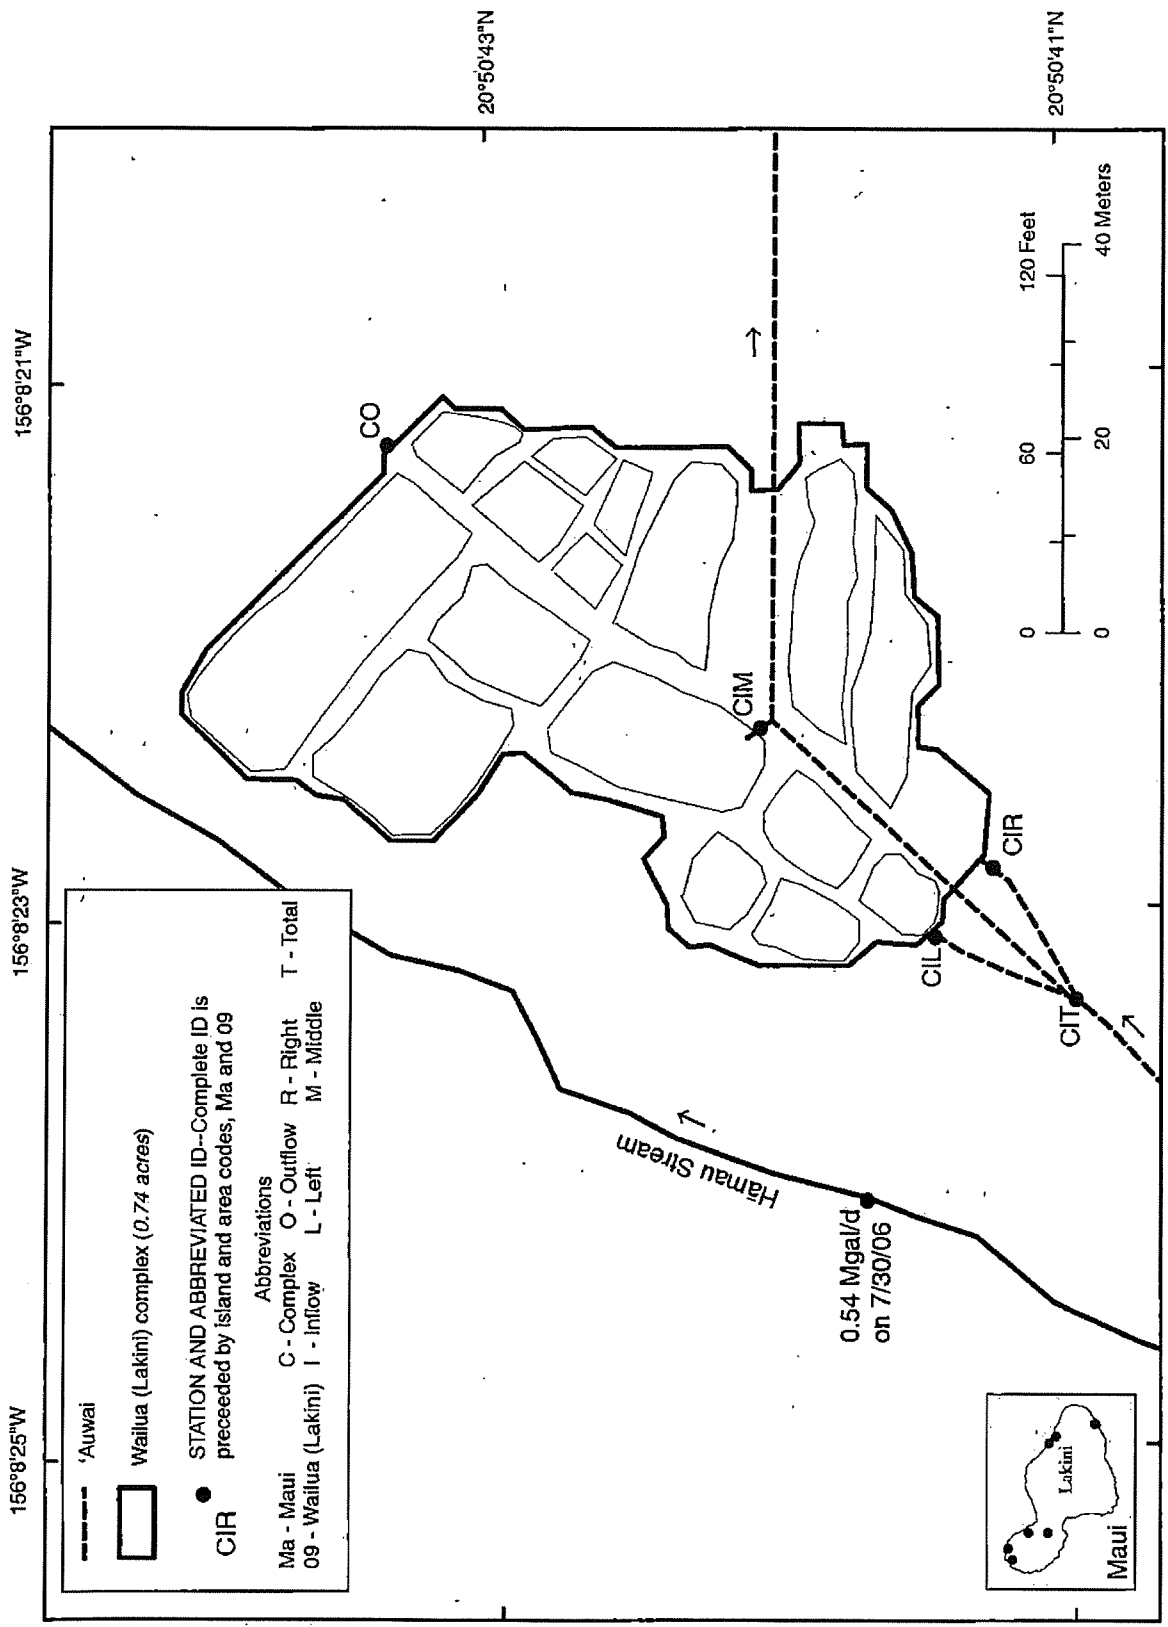 156°8'25"W
156°8'23"W
156°8'21"W
20°50'43"N
20°50'41"N
'Auwai
Wailua (Lakini) complex (0.74 acres)
CIR
STATION AND ABBREVIATED ID--Complete ID is
preceeded by island and area codes, Ma and 09
Abbreviations
Ma - Maui C - Complex O - Outflow R - Right T - Total
09 - Wailua (Lakini) I - Inflow L - Left M - Middle
CO
CIM
CIR
CIL
CIT
Hāmau Stream
0.54 Mgal/d
on 7/30/06
0 60 120 Feet
0 20 40 Meters
Lakini
Maui